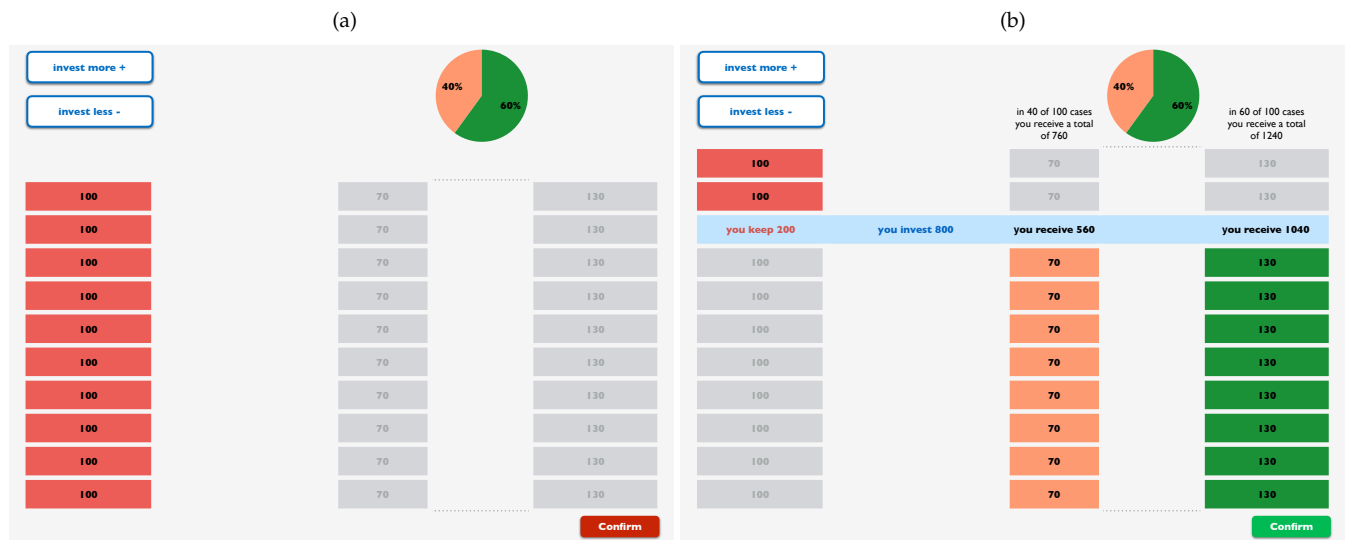 (a)
invest more +
invest less -
40%
60%
100 70 130
100 70 130
100 70 130
100 70 130
100 70 130
100 70 130
100 70 130
100 70 130
100 70 130
100 70 130
Confirm
(b)
invest more +
invest less -
40%
60%
in 40 of 100 cases
you receive a total
of 760
in 60 of 100 cases
you receive a total
of 1240
100 70 130
100 70 130
you keep 200 you invest 800 you receive 560 you receive 1040
100 70 130
100 70 130
100 70 130
100 70 130
100 70 130
100 70 130
100 70 130
100 70 130
Confirm